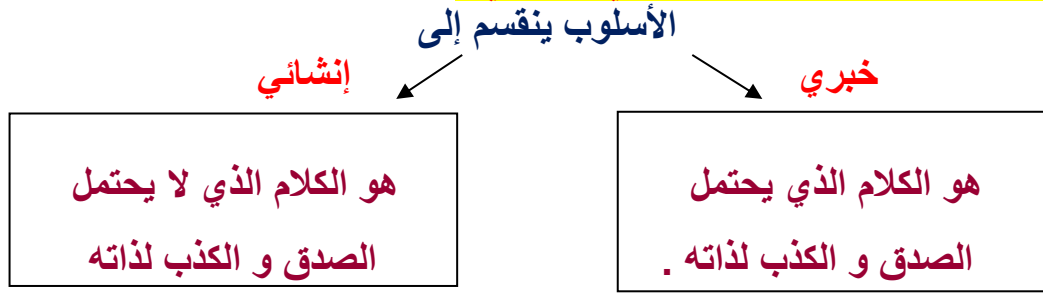 الأسلوب ينقسم إلى
خبري
إنشائي
هو الكلام الذي يحتمل
الصدق و الكذب لذاته .
هو الكلام الذي لا يحتمل
الصدق و الكذب لذاته